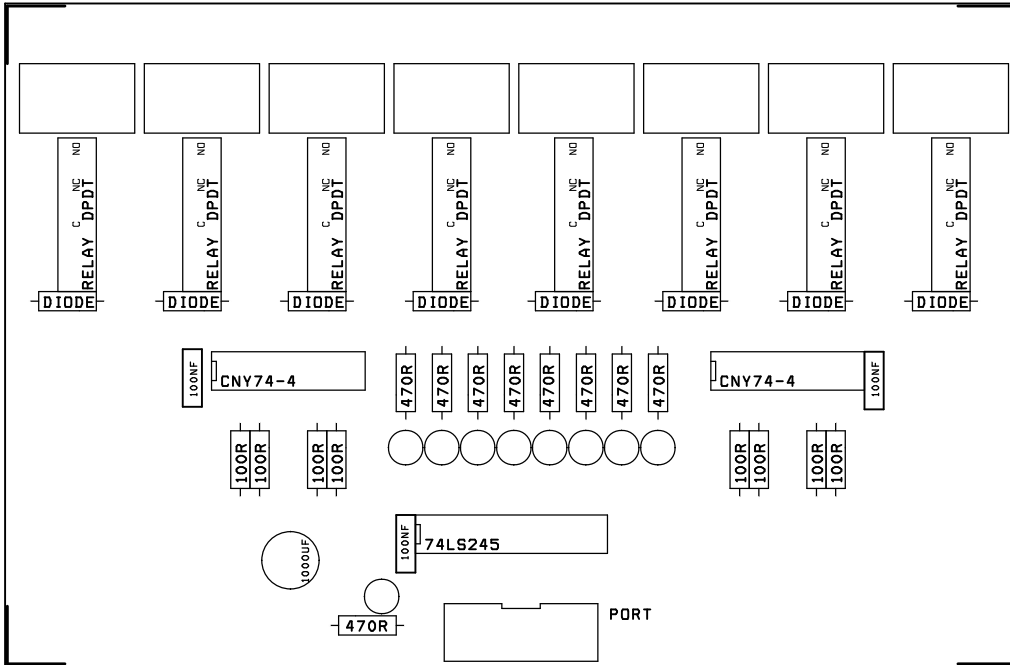 NO NO NO NO NO NO NO NO
NC NC NC NC NC NC NC NC
C C C C C C C C
RELAY DPDT RELAY DPDT RELAY DPDT RELAY DPDT RELAY DPDT RELAY DPDT RELAY DPDT RELAY DPDT
DIODE DIODE DIODE DIODE DIODE DIODE DIODE DIODE
100NF CNY74-4 470R 470R 470R 470R 470R 470R 470R 470R CNY74-4 100NF
100R 100R 100R 100R 100R 100R 100R 100R
1000UF 100NF 74LS245
470R PORT